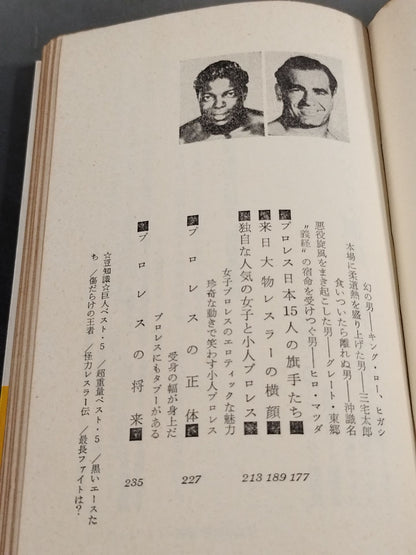 幻の男――キング・ロー、ヒガシ
本場に柔道熱を盛り上げた男――三宅太郎
食いついたら離れぬ男――沖識名
悪役旋風をまき起こした男――グレート・東郷
“義経”の宿命を受けつぐ男――ヒロ・マツダ
プロレス日本15人の旗手たち
177
来日大物レスラーの横顔
189
独自な人気の女子と小人プロレス
213
女子プロレスのエロティックな魅力
珍奇な動きで笑わす小人プロレス
プロレスの正体
227
受身の幅が身上だ
プロレスにもタブーがある
プロレスの将来
235
☆豆知識☆巨人ベスト・5／超重量ベスト・5／黒いエースた
ち／傷だらけの王者／怪力レスラー伝／最長ファイトは？